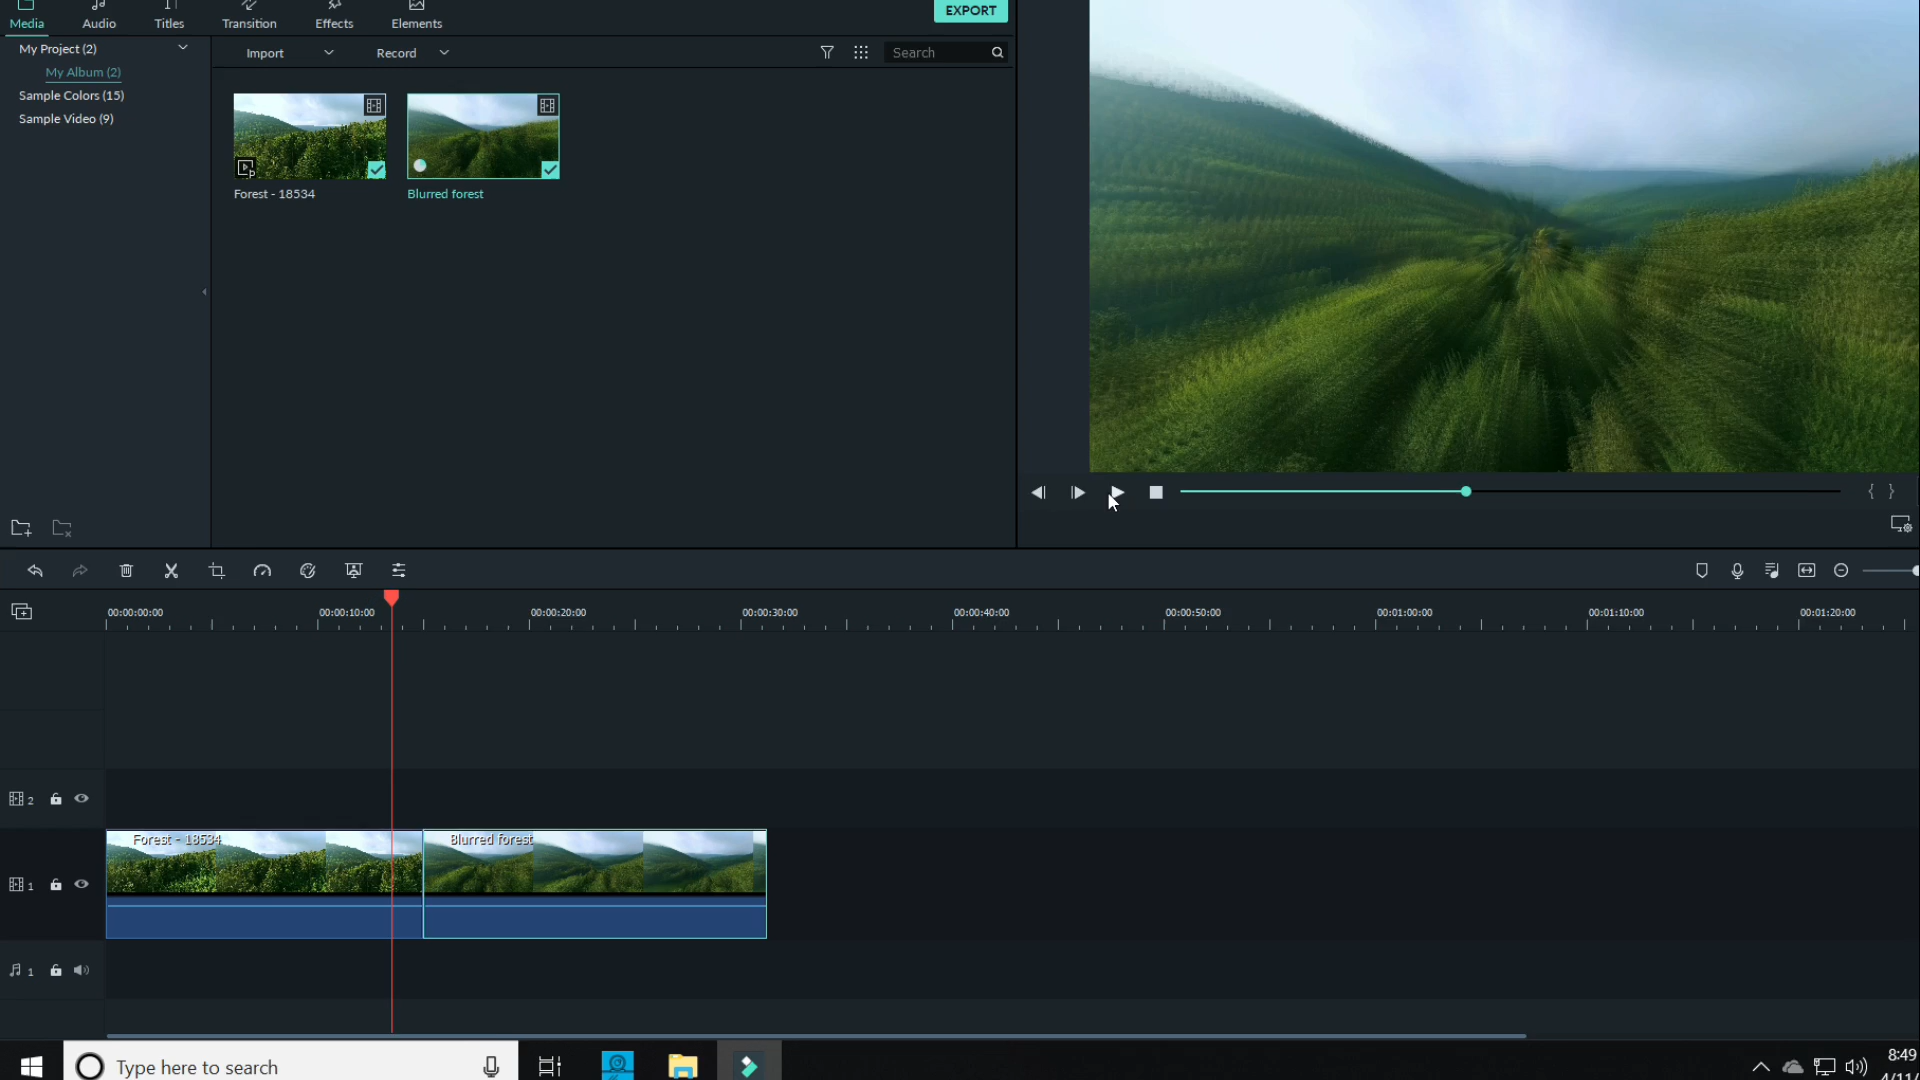 Media Audio Titles Transition Effects Elements EXPORT
My Project (2) Import Record Search
My Album (2)
Sample Colors (15)
Sample Video (9)
Forest - 18534 Blurred forest
00:00:00:00 00:00:10:00 00:00:20:00 00:00:30:00 00:00:40:00 00:00:50:00 00:01:00:00 00:01:10:00 00:01:20:00
2
Forest - 18534 Blurred forest
1
1
Type here to search
8:49
4/11/